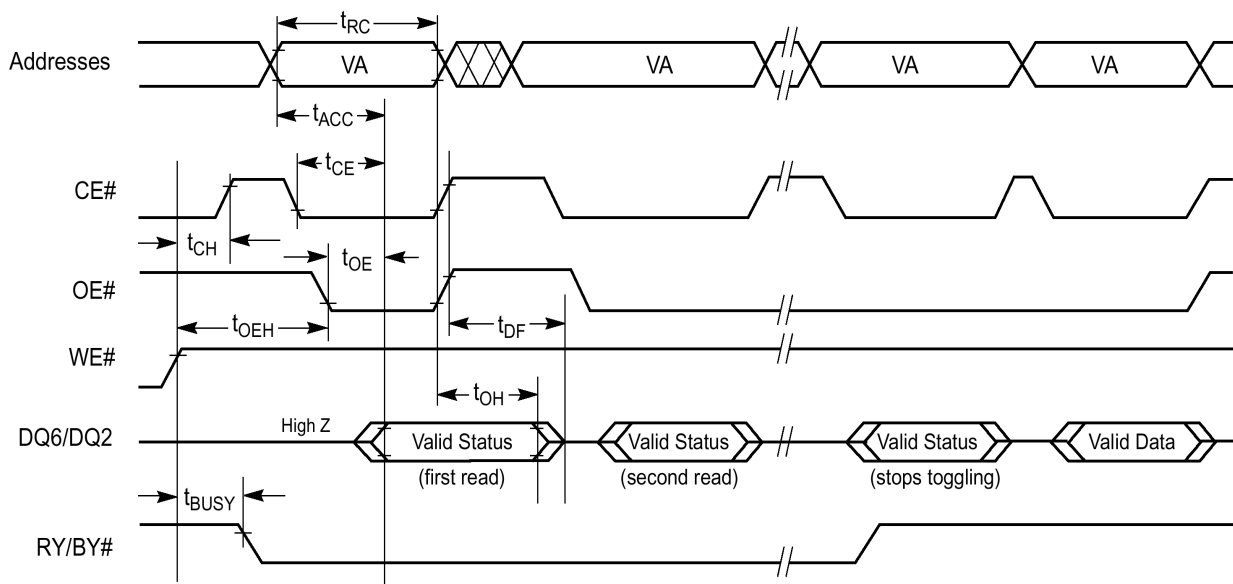 tRC
Addresses VA VA VA VA
tACC
tCE
CE#
tCH tOE
OE#
tOEH tDF
WE#
tOH
High Z
DQ6/DQ2 Valid Status Valid Status Valid Status Valid Data
(first read) (second read) (stops toggling)
tBUSY
RY/BY#